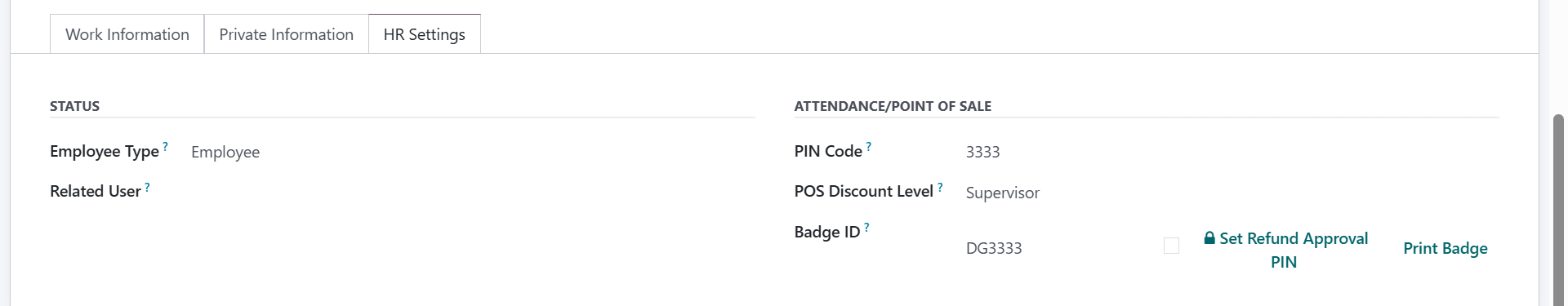 Work Information
Private Information
HR Settings
STATUS
Employee Type ? Employee
Related User ?
ATTENDANCE/POINT OF SALE
PIN Code ? 3333
POS Discount Level ? Supervisor
Badge ID ?
DG3333
Set Refund Approval
PIN
Print Badge